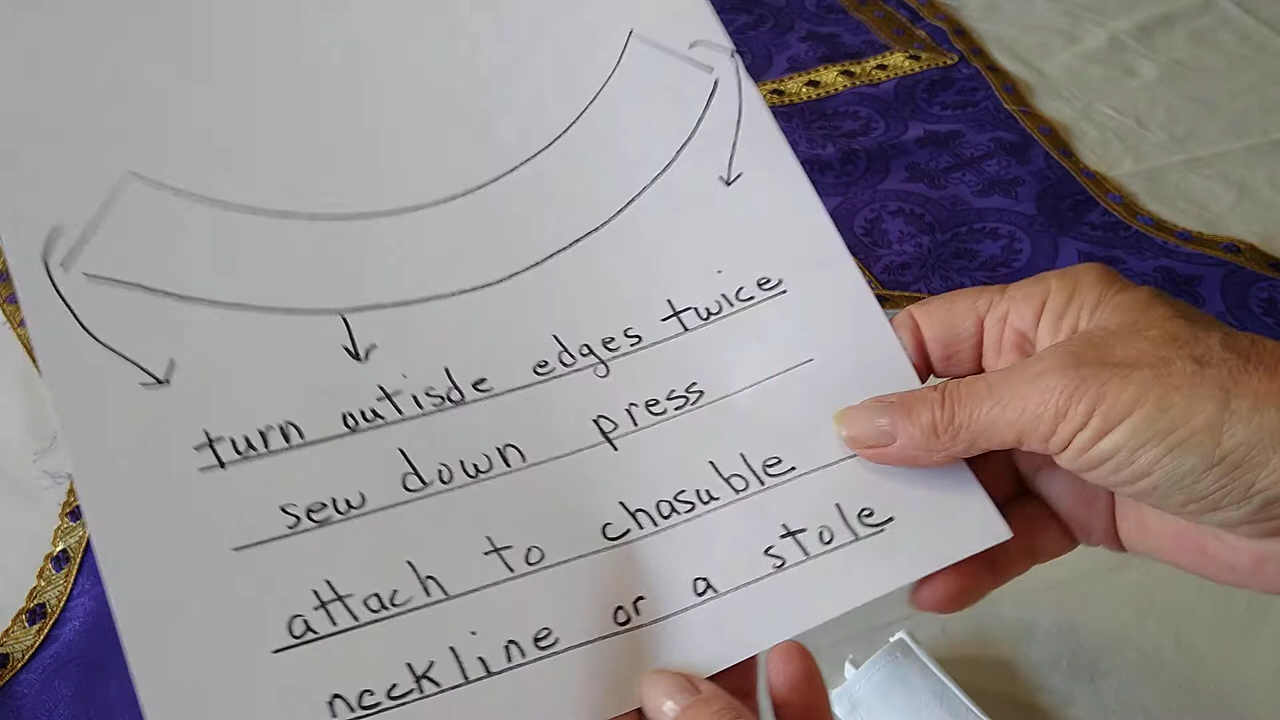 turn outisde edges twice
sew down press
attach to chasuble
neckline or a stole